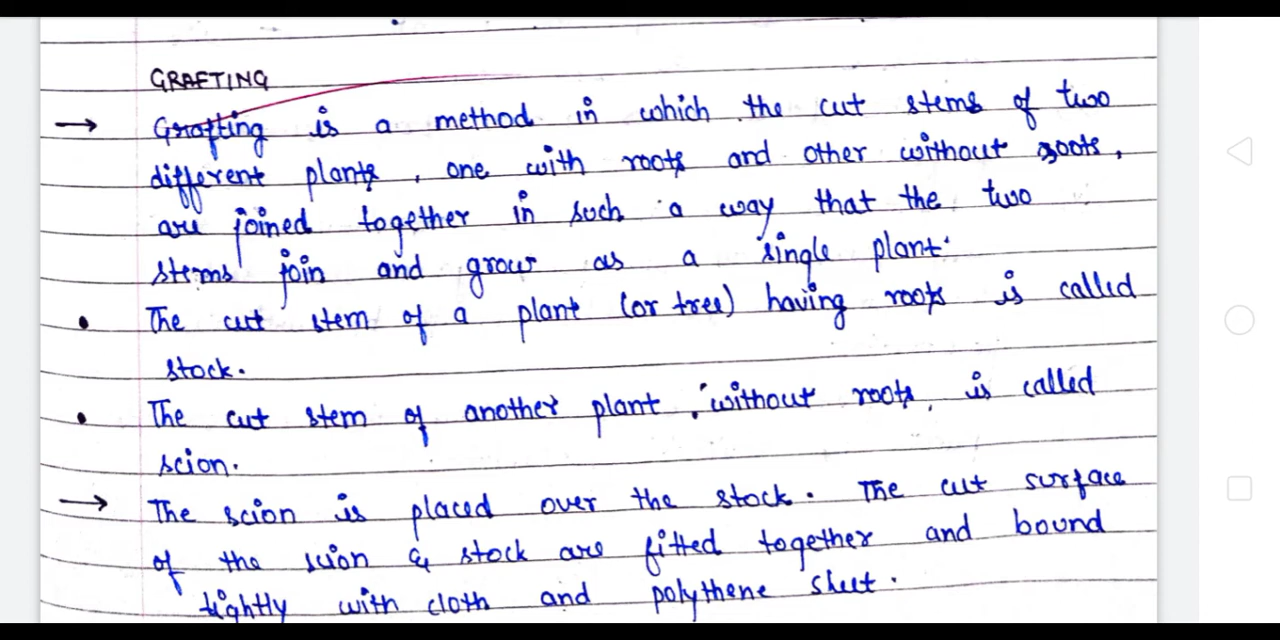 GRAFTING
→ Grafting is a method in which the cut stems of two
different plants, one with roots and other without roots,
are joined together in such a way that the two
stems join and grow as a single plant.
• The cut stem of a plant (or tree) having roots is called
stock.
• The cut stem of another plant, without roots, is called
scion.
→ The scion is placed over the stock. The cut surface
of the scion & stock are fitted together and bound
tightly with cloth and polythene sheet.